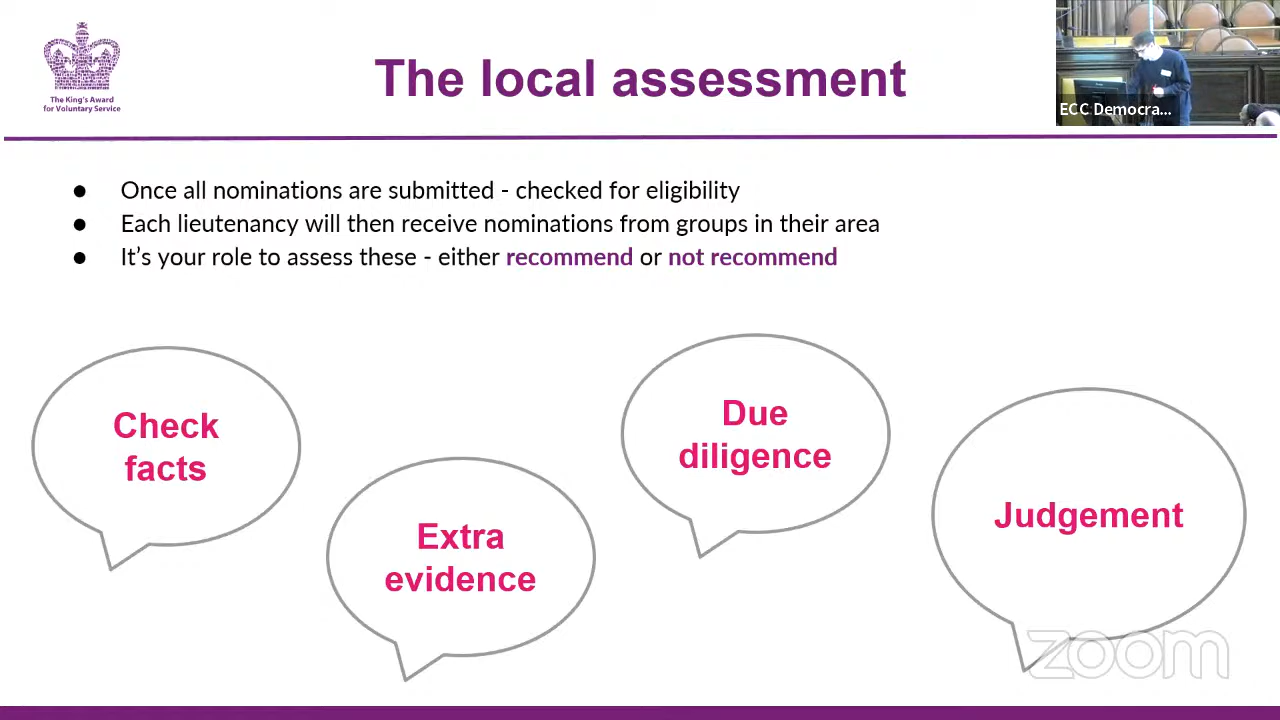 The King's Award
for Voluntary Service
The local assessment
ECC Democra...
● Once all nominations are submitted - checked for eligibility
● Each lieutenancy will then receive nominations from groups in their area
● It's your role to assess these - either recommend or not recommend
Check
facts
Extra
evidence
Due
diligence
Judgement
zoom